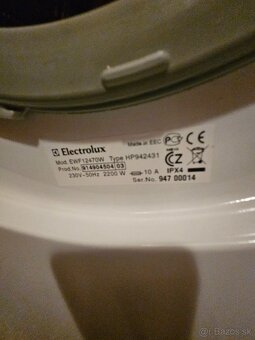 Electrolux
Made in EEC
Mod. EWF12470W Type HP942431
Prod.No. 914904504 03
230V~50Hz 2200 W 10 A IPX4
Ser.No. 947 00014
© Bazos.sk